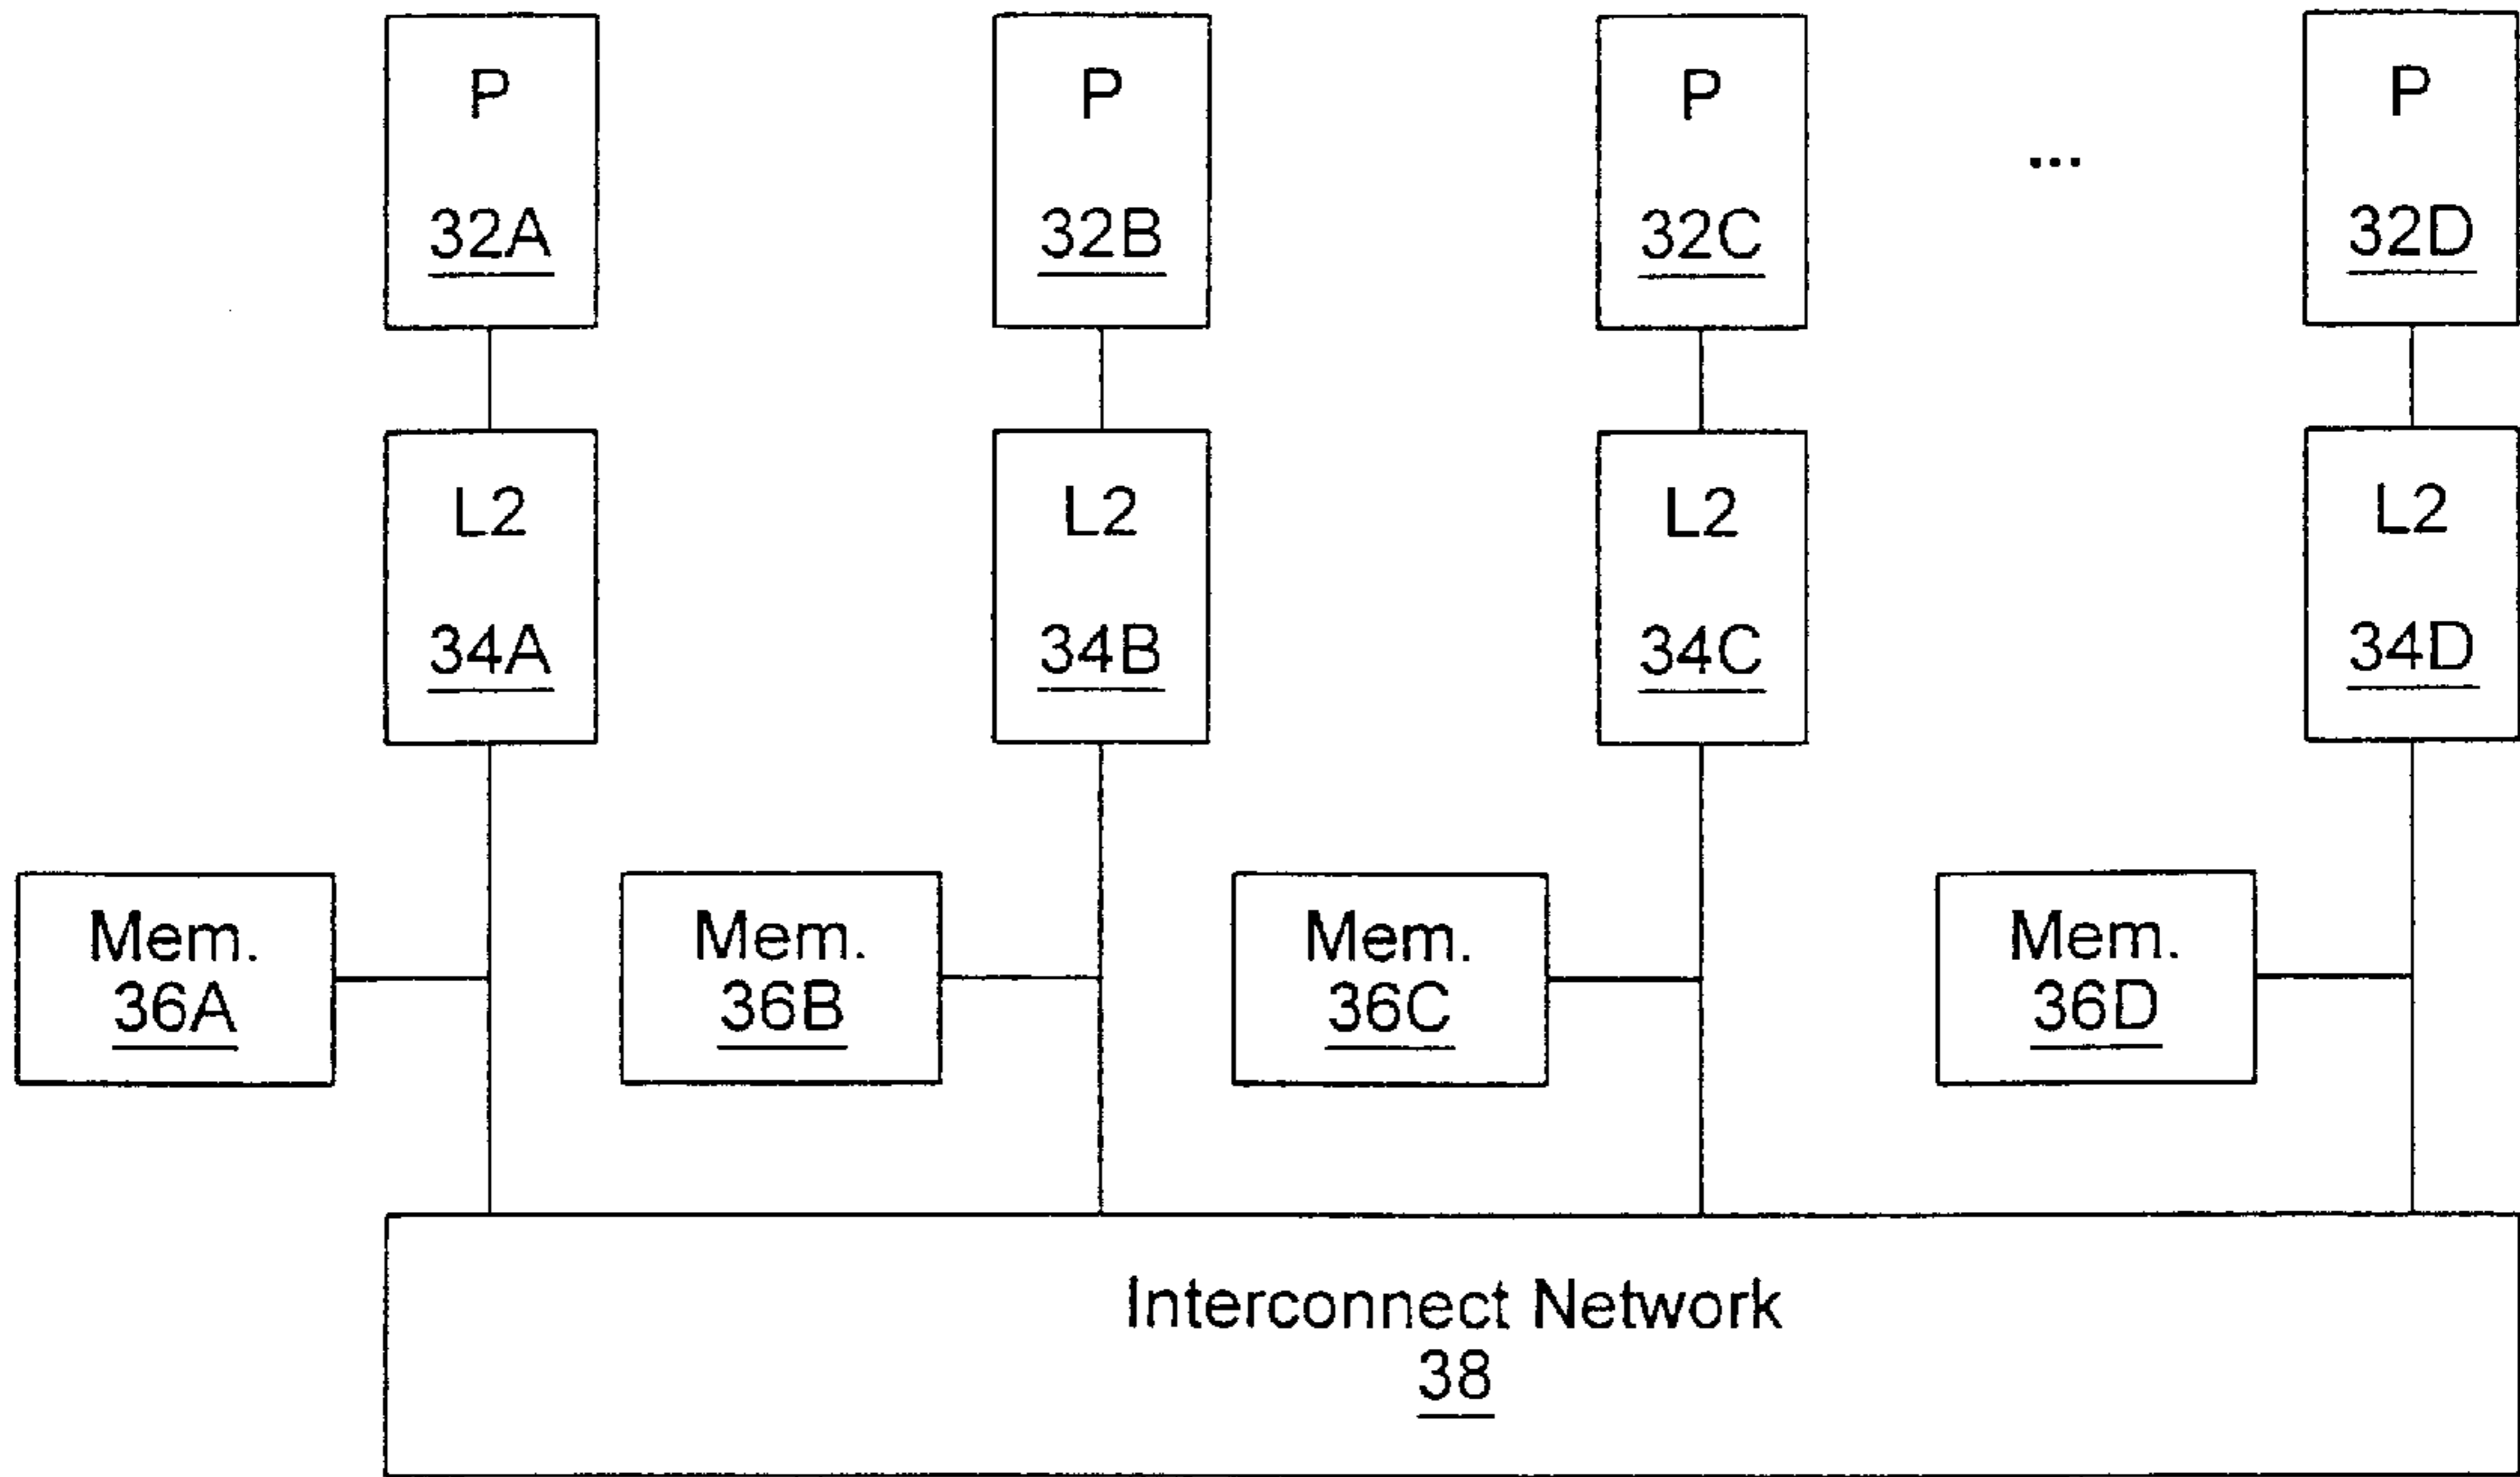 P
32A
P
32B
P
32C
...
P
32D
L2
34A
L2
34B
L2
34C
L2
34D
Mem.
36A
Mem.
36B
Mem.
36C
Mem.
36D
Interconnect Network
38